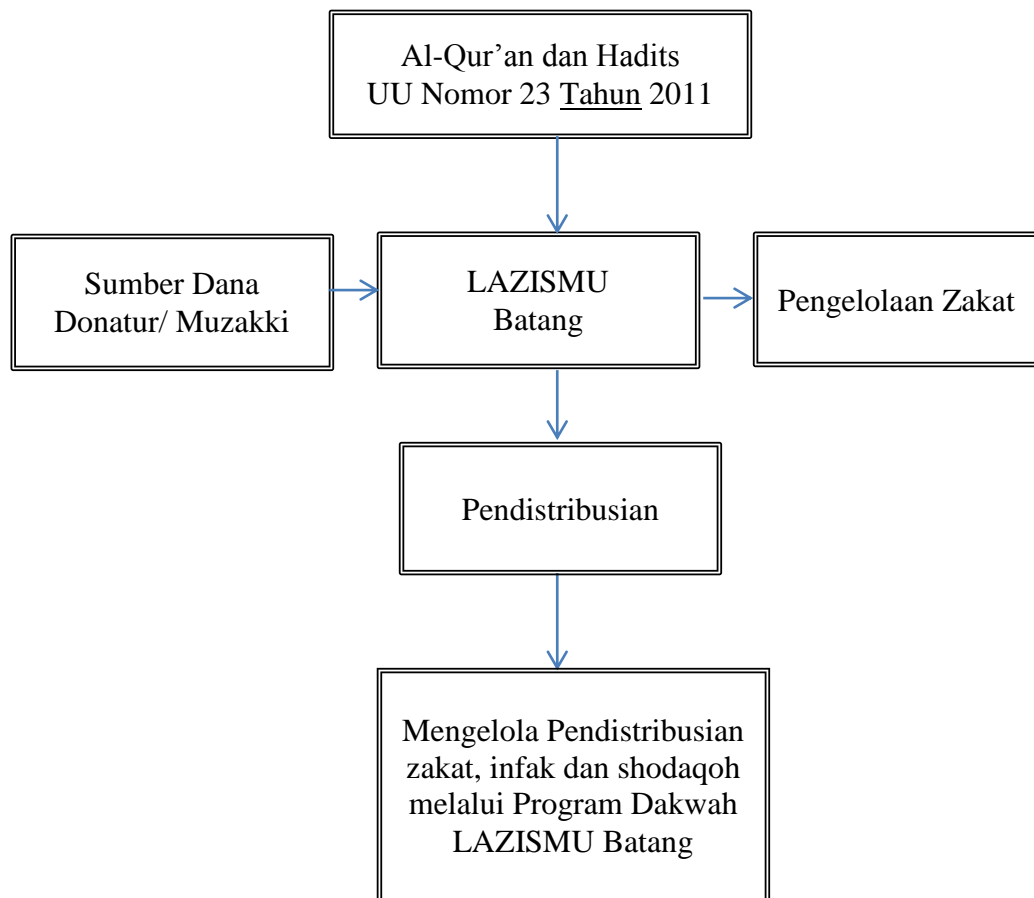 Al-Qur’an dan Hadits
UU Nomor 23 Tahun 2011
Sumber Dana
Donatur/ Muzakki
LAZISMU
Batang
Pengelolaan Zakat
Pendistribusian
Mengelola Pendistribusian
zakat, infak dan shodaqoh
melalui Program Dakwah
LAZISMU Batang